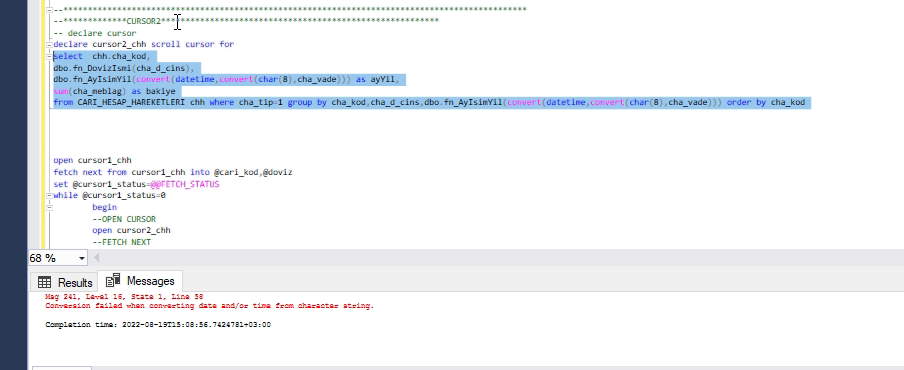 --****************************************************************************************************
--*************CURSOR2************************************************************
-- declare cursor
declare cursor2_chh scroll cursor for
select  chh.cha_kod,
dbo.fn_DovizIsmi(cha_d_cins),
dbo.fn_AyIsimYil(convert(datetime,convert(char(8),cha_vade))) as ayYil,
sum(cha_meblag) as bakiye
from CARI_HESAP_HAREKETLERI chh where cha_tip=1 group by cha_kod,cha_d_cins,dbo.fn_AyIsimYil(convert(datetime,convert(char(8),cha_vade))) order by cha_kod
open cursor1_chh
fetch next from cursor1_chh into @cari_kod,@doviz
set @cursor1_status=@@FETCH_STATUS
while @cursor1_status=0
begin
--OPEN CURSOR
open cursor2_chh
--FETCH NEXT
68 %
Results Messages
Msg 241, Level 16, State 1, Line 58
Conversion failed when converting date and/or time from character string.
Completion time: 2022-08-19T15:08:56.7424781+03:00